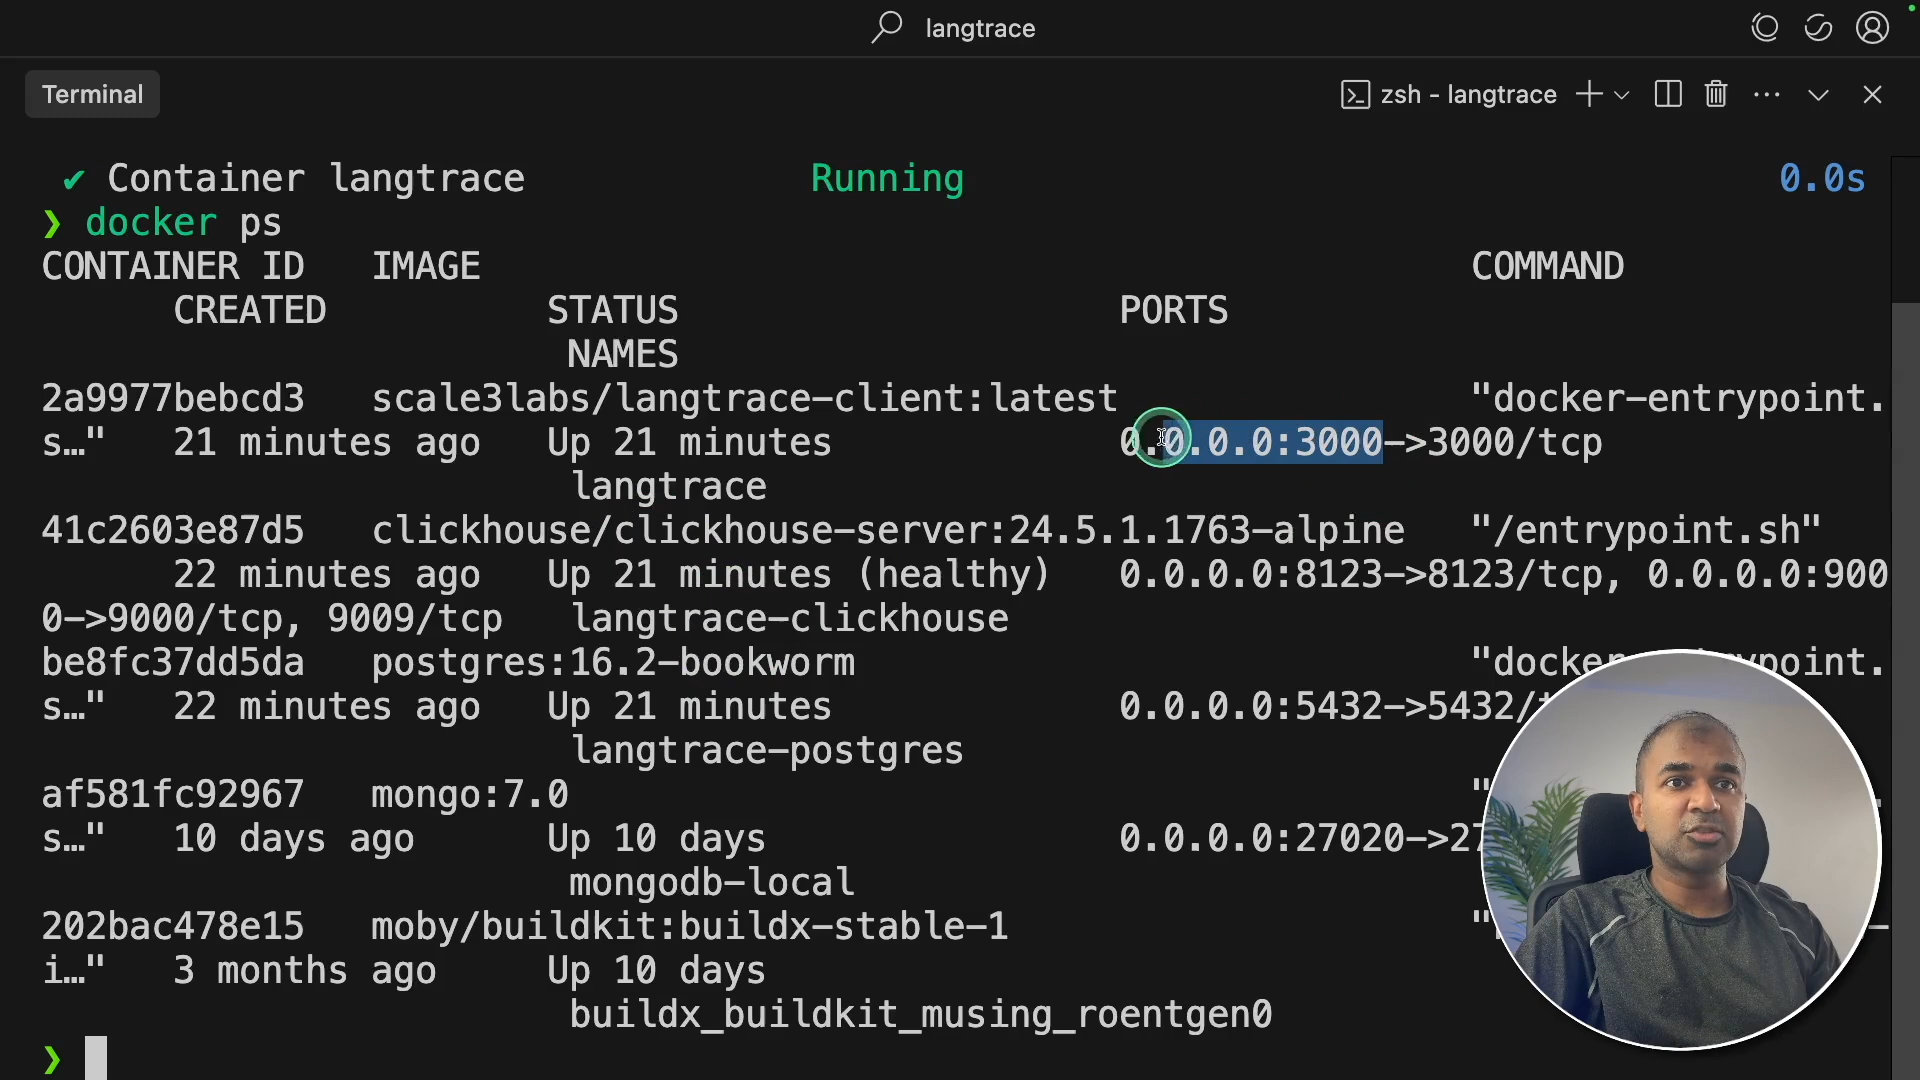 langtrace
Terminal
zsh - langtrace
✔ Container langtrace Running 0.0s
❯ docker ps
CONTAINER ID IMAGE COMMAND
CREATED STATUS PORTS
NAMES
2a9977bebcd3 scale3labs/langtrace-client:latest "docker-entrypoint.
s…" 21 minutes ago Up 21 minutes 0.0.0.0:3000->3000/tcp
langtrace
41c2603e87d5 clickhouse/clickhouse-server:24.5.1.1763-alpine "/entrypoint.sh"
22 minutes ago Up 21 minutes (healthy) 0.0.0.0:8123->8123/tcp, 0.0.0.0:900
0->9000/tcp, 9009/tcp langtrace-clickhouse
be8fc37dd5da postgres:16.2-bookworm
s…" 22 minutes ago Up 21 minutes 0.0.0.0:5432->5432/
langtrace-postgres
af581fc92967 mongo:7.0
s…" 10 days ago Up 10 days 0.0.0.0:27020->27
mongodb-local
202bac478e15 moby/buildkit:buildx-stable-1
i…" 3 months ago Up 10 days
buildx_buildkit_musing_roentgen0
❯